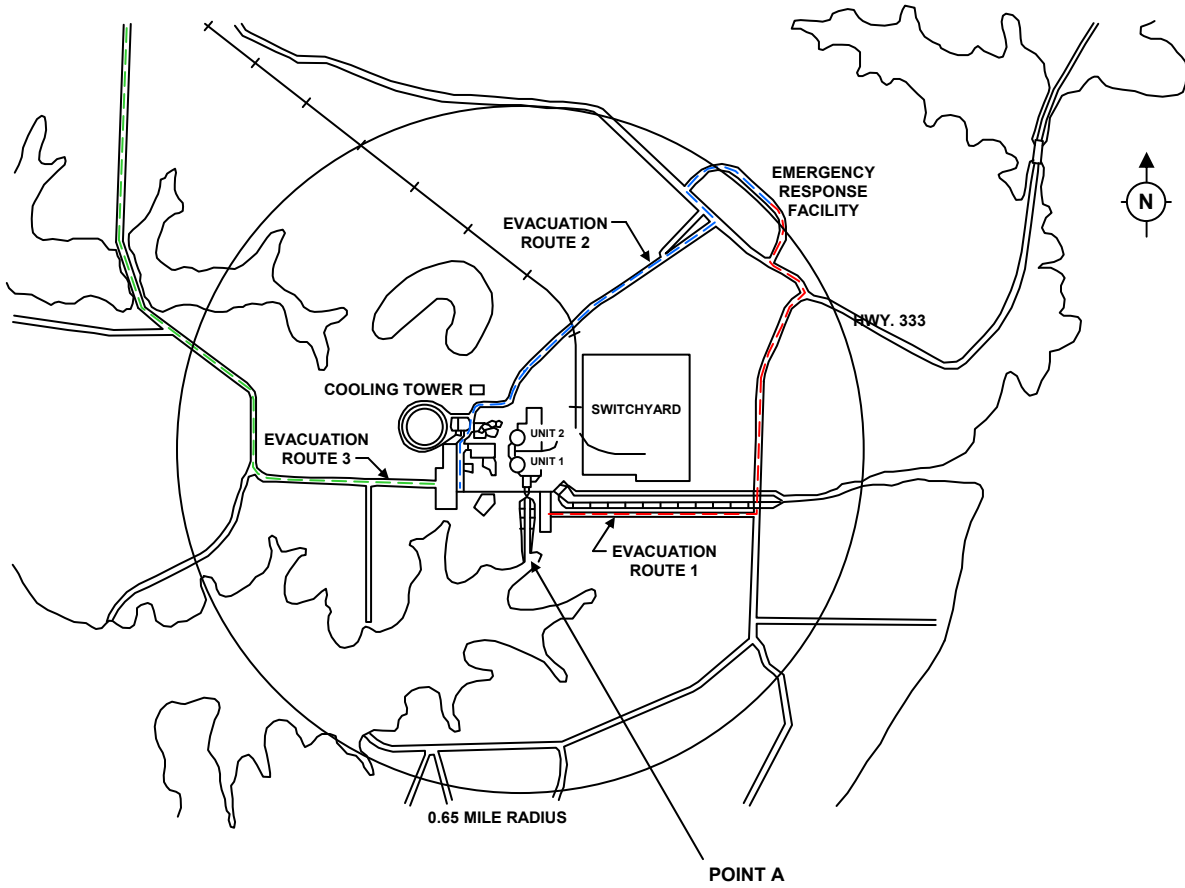 EMERGENCY
RESPONSE
FACILITY
N
EVACUATION
ROUTE 2
HWY. 333
COOLING TOWER
SWITCHYARD
UNIT 2
EVACUATION
ROUTE 3
UNIT 1
EVACUATION
ROUTE 1
0.65 MILE RADIUS
POINT A